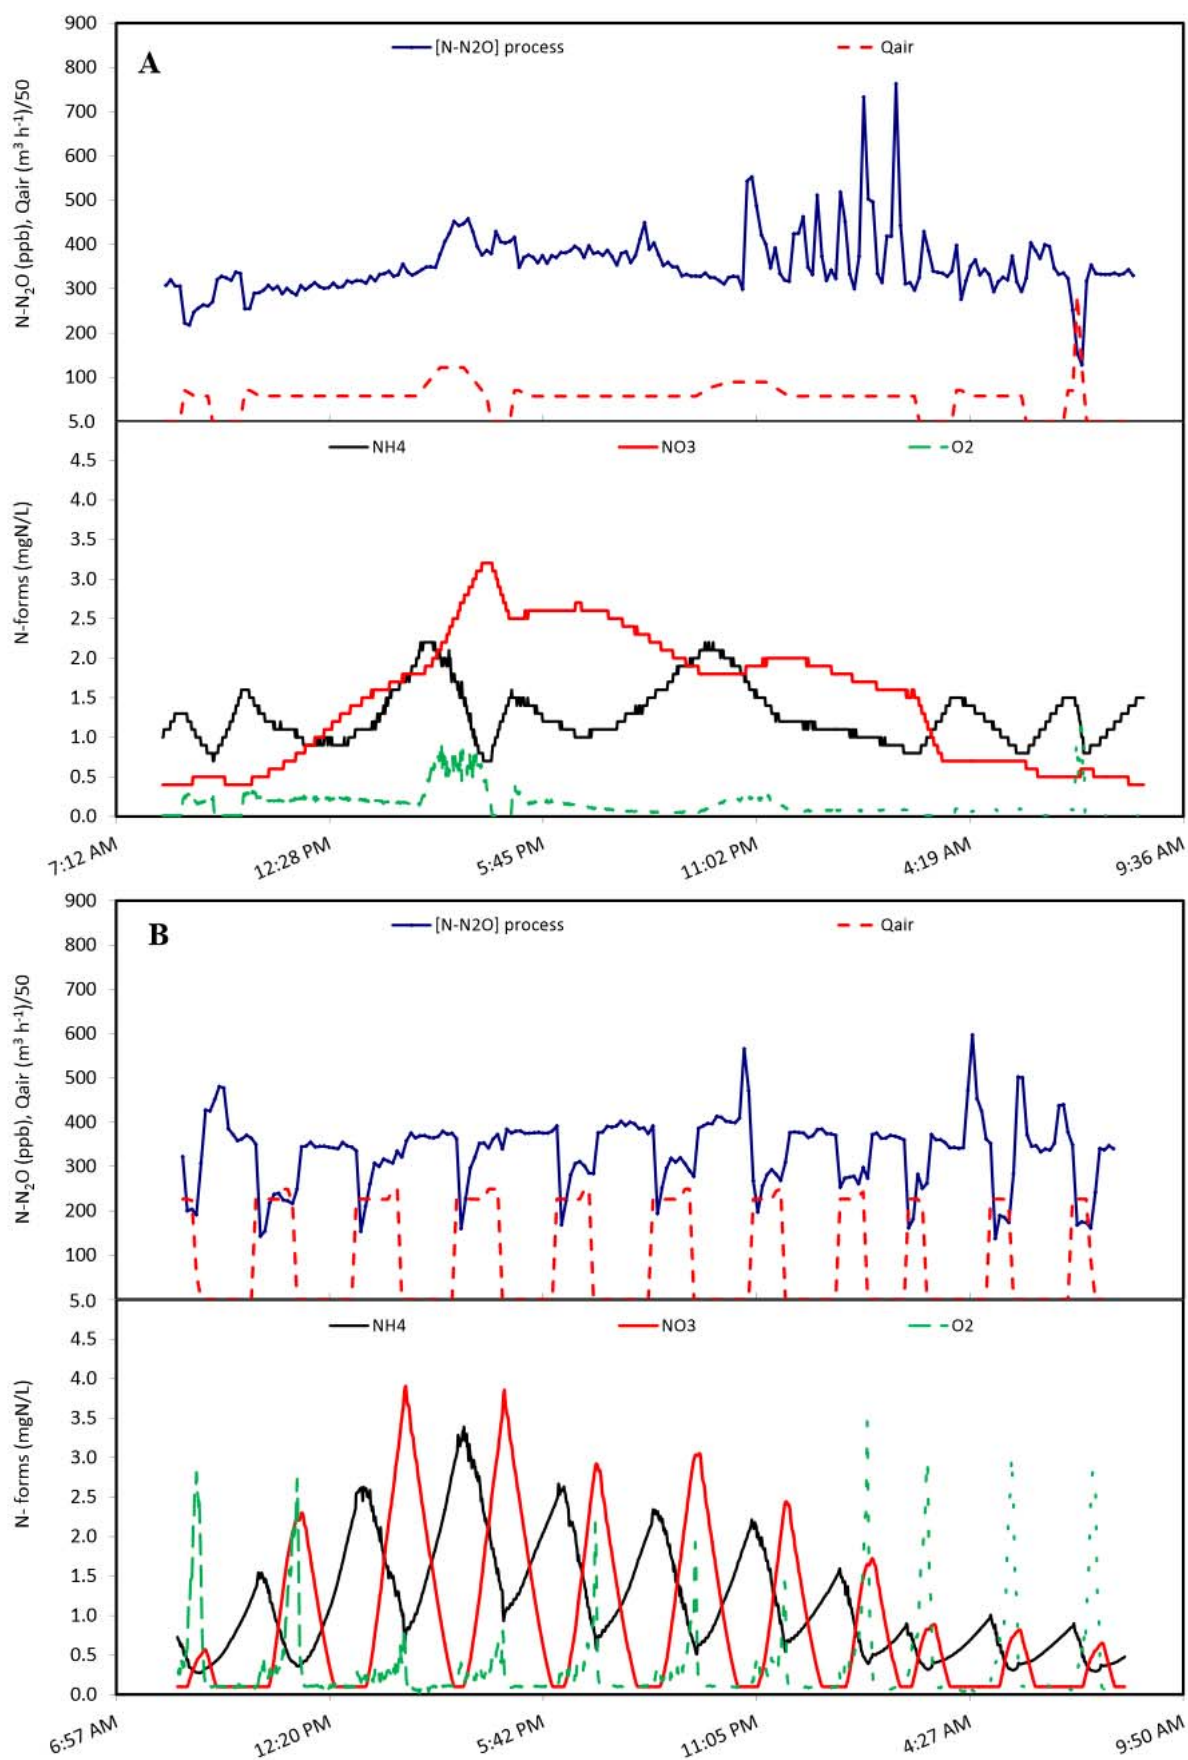 900
[N-N2O] process
Qair
A
800
700
600
500
400
300
200
100
5.0
N-N₂O (ppb), Qair (m³ h⁻¹)/50
NH4
NO3
O2
4.5
4.0
3.5
3.0
2.5
2.0
1.5
1.0
0.5
0.0
N-forms (mgN/L)
7:12 AM
12:28 PM
5:45 PM
11:02 PM
4:19 AM
9:36 AM
900
[N-N2O] process
Qair
B
800
700
600
500
400
300
200
100
5.0
N-N₂O (ppb), Qair (m³ h⁻¹)/50
NH4
NO3
O2
4.5
4.0
3.5
3.0
2.5
2.0
1.5
1.0
0.5
0.0
N- forms (mgN/L)
6:57 AM
12:20 PM
5:42 PM
11:05 PM
4:27 AM
9:50 AM